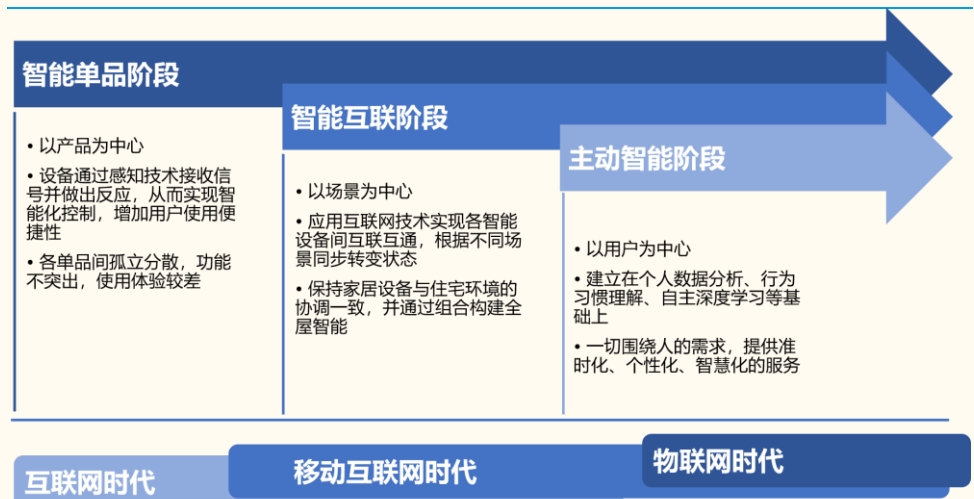 智能单品阶段
• 以产品为中心
• 设备通过感知技术接收信
号并做出反应，从而实现智
能化控制，增加用户使用便
捷性
• 各单品间孤立分散，功能
不突出，使用体验较差
智能互联阶段
• 以场景为中心
• 应用互联网技术实现各智能
设备间互联互通，根据不同场
景同步转变状态
• 保持家居设备与住宅环境的
协调一致，并通过组合构建全
屋智能
主动智能阶段
• 以用户为中心
• 建立在个人数据分析、行为
习惯理解、自主深度学习等基
础上
• 一切围绕人的需求，提供准
时化、个性化、智慧化的服务
互联网时代
移动互联网时代
物联网时代